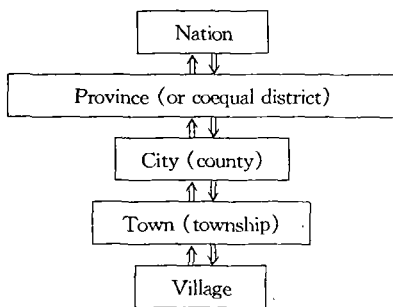 Nation
Province (or coequal district)
City (county)
Town (township)
Village